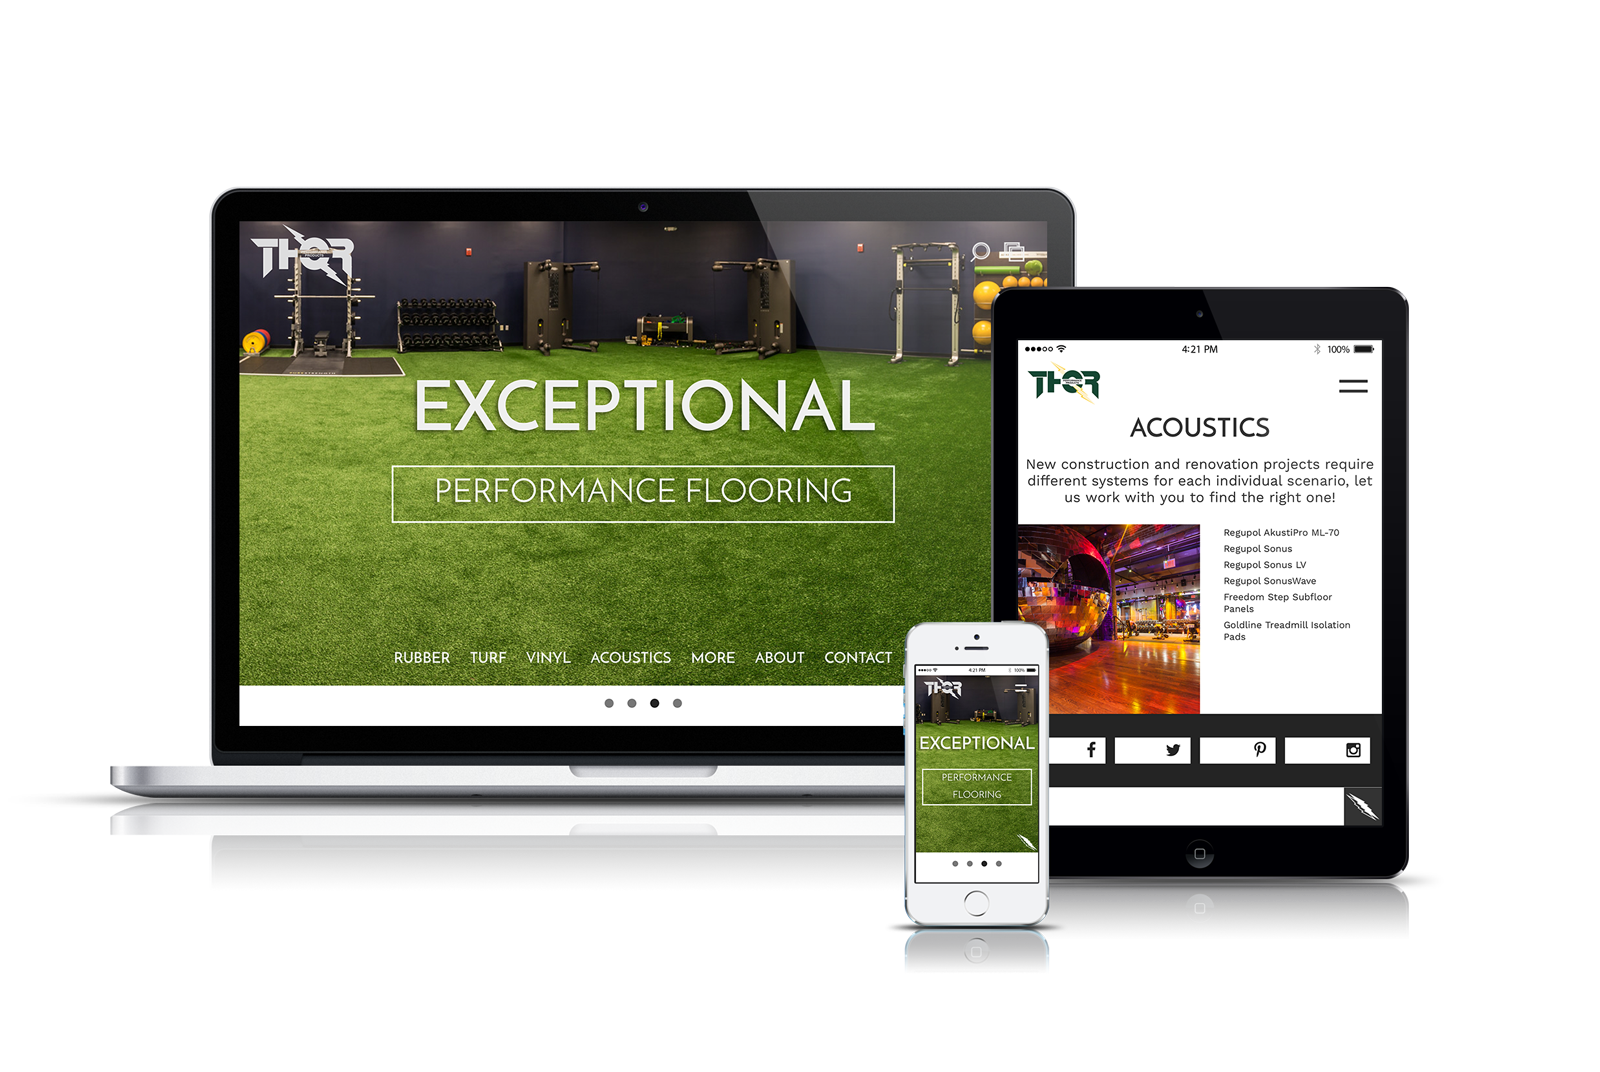 THOR
EXCEPTIONAL
PERFORMANCE FLOORING
RUBBER TURF VINYL ACOUSTICS MORE ABOUT CONTACT
4:21 PM 100%
THOR
ACOUSTICS
New construction and renovation projects require
different systems for each individual scenario, let
us work with you to find the right one!
Regupol AkustiPro ML-70
Regupol Sonus
Regupol Sonus LV
Regupol SonusWave
Freedom Step Subfloor
Panels
Goldline Treadmill Isolation
Pads
4:21 PM 100%
THOR
EXCEPTIONAL
PERFORMANCE
FLOORING